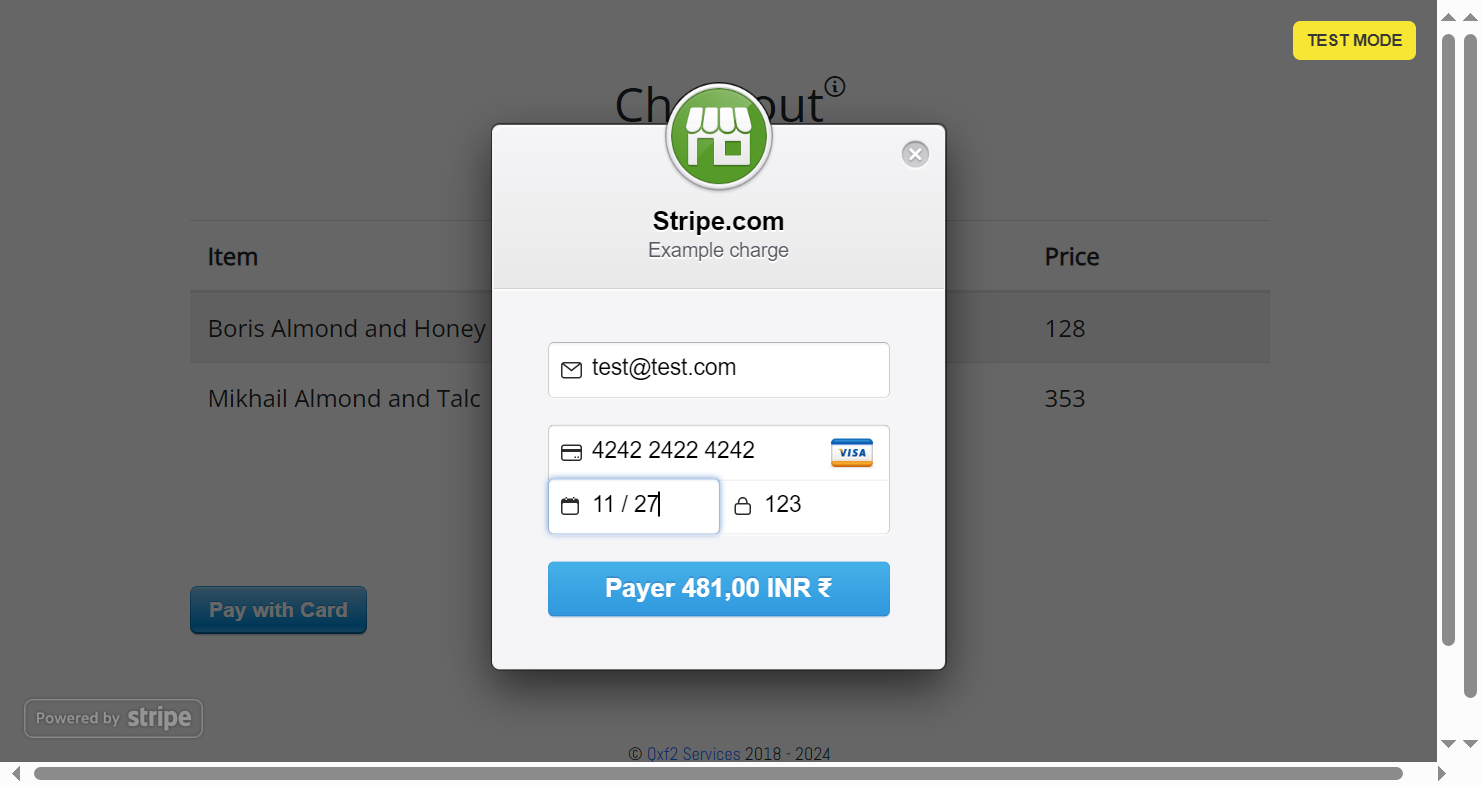 TEST MODE
Ch out
Stripe.com
Example charge
Item Price
Boris Almond and Honey 128
Mikhail Almond and Talc 353
test@test.com
4242 2422 4242 VISA
11 / 27 123
Payer 481,00 INR ₹
Pay with Card
Powered by stripe
© Qxf2 Services 2018 - 2024